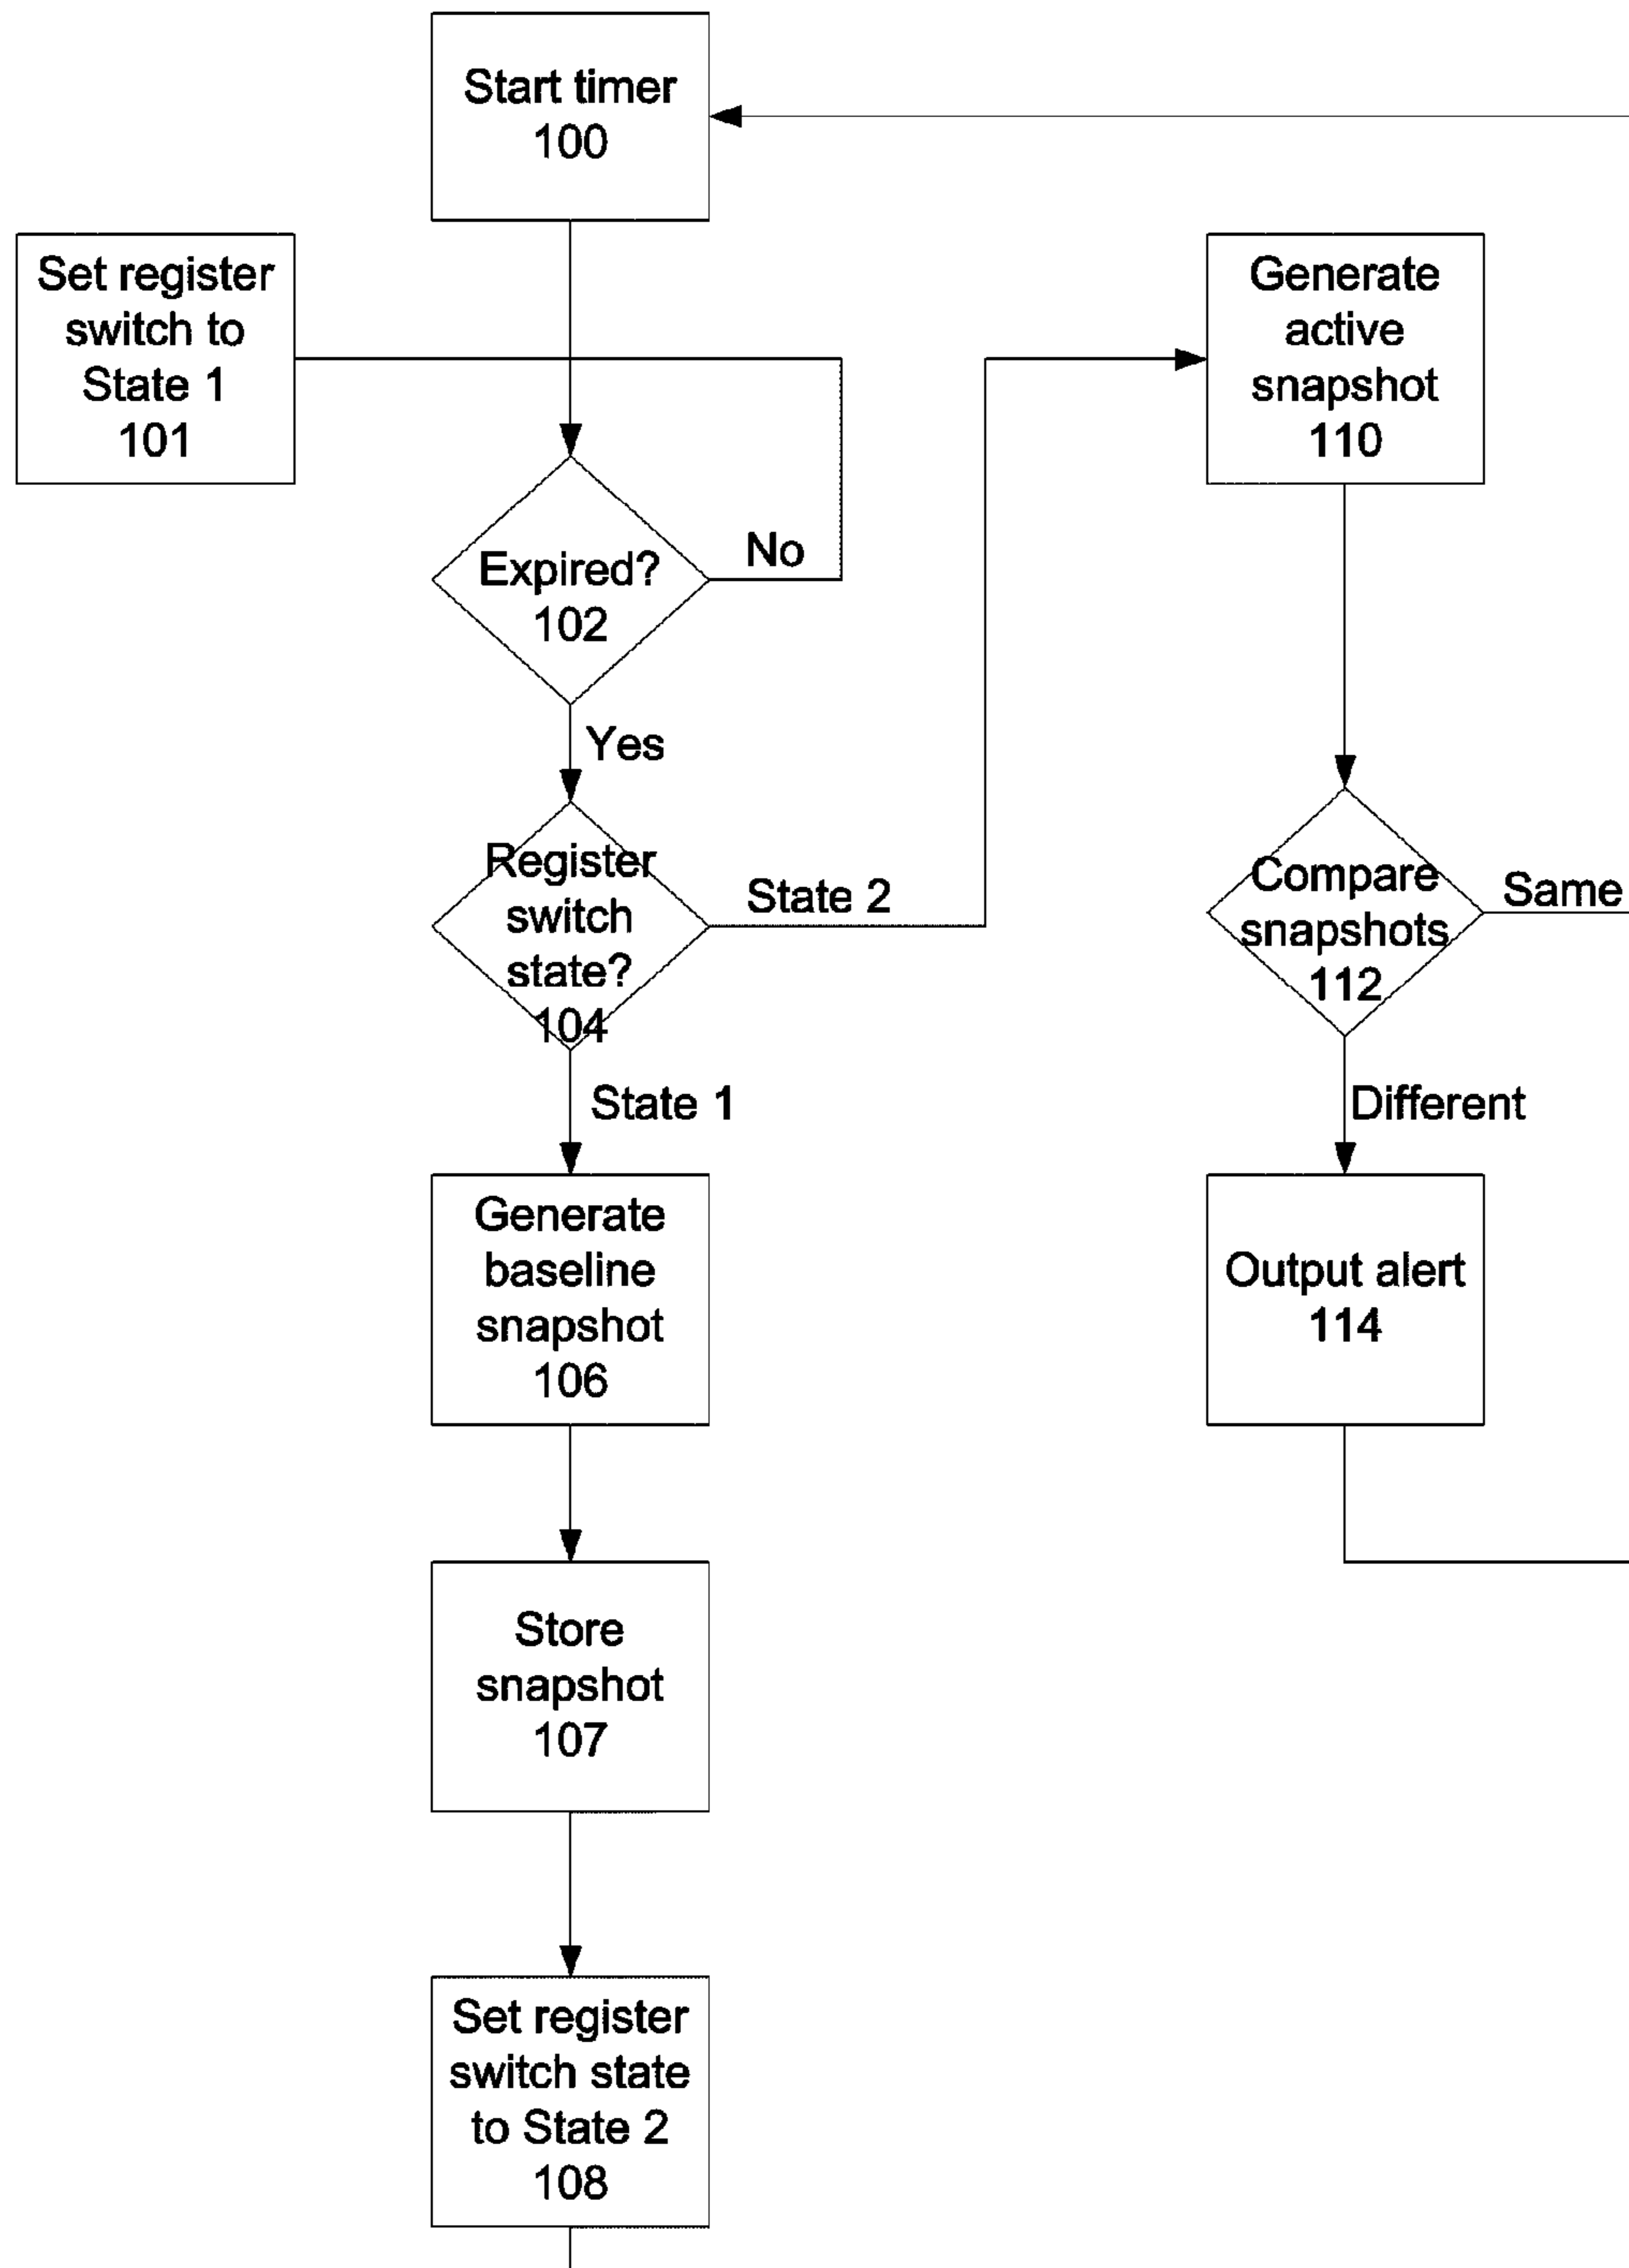 Start timer
100
Set register
switch to
State 1
101
Expired?
102
No
Yes
Register
switch
state?
104
State 2
State 1
Generate
baseline
snapshot
106
Store
snapshot
107
Set register
switch state
to State 2
108
Generate
active
snapshot
110
Compare
snapshots
112
Same
Different
Output alert
114